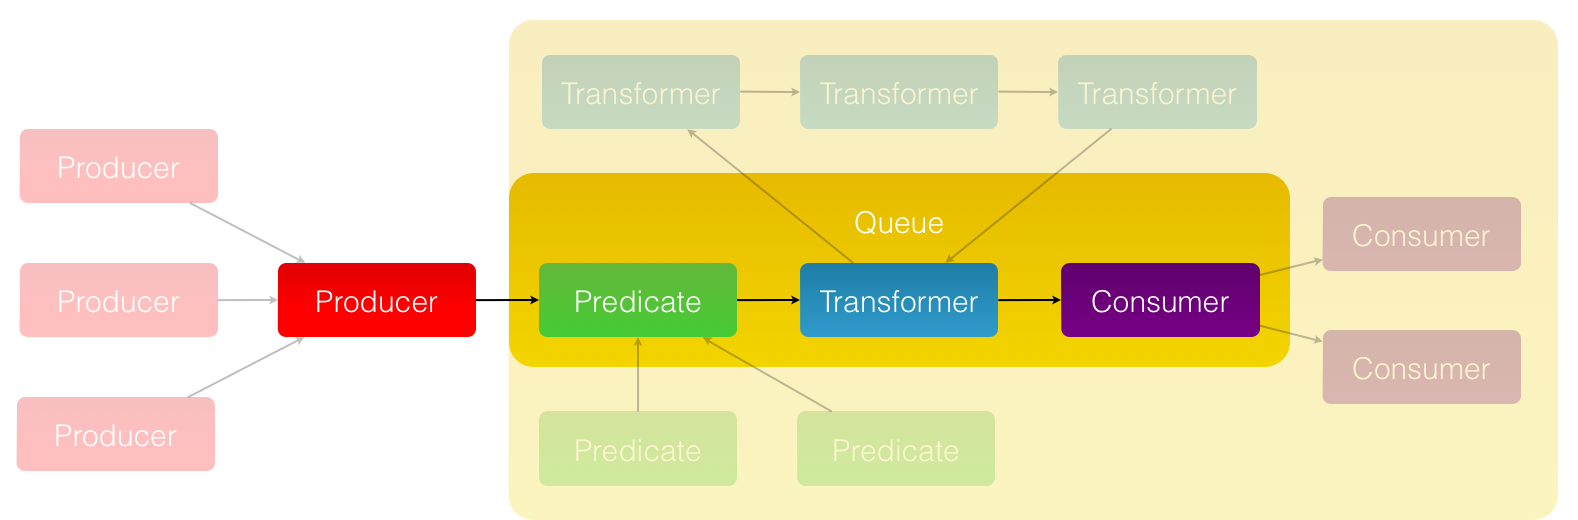 Transformer
Transformer
Transformer
Producer
Queue
Consumer
Producer
Producer
Predicate
Transformer
Consumer
Consumer
Producer
Predicate
Predicate